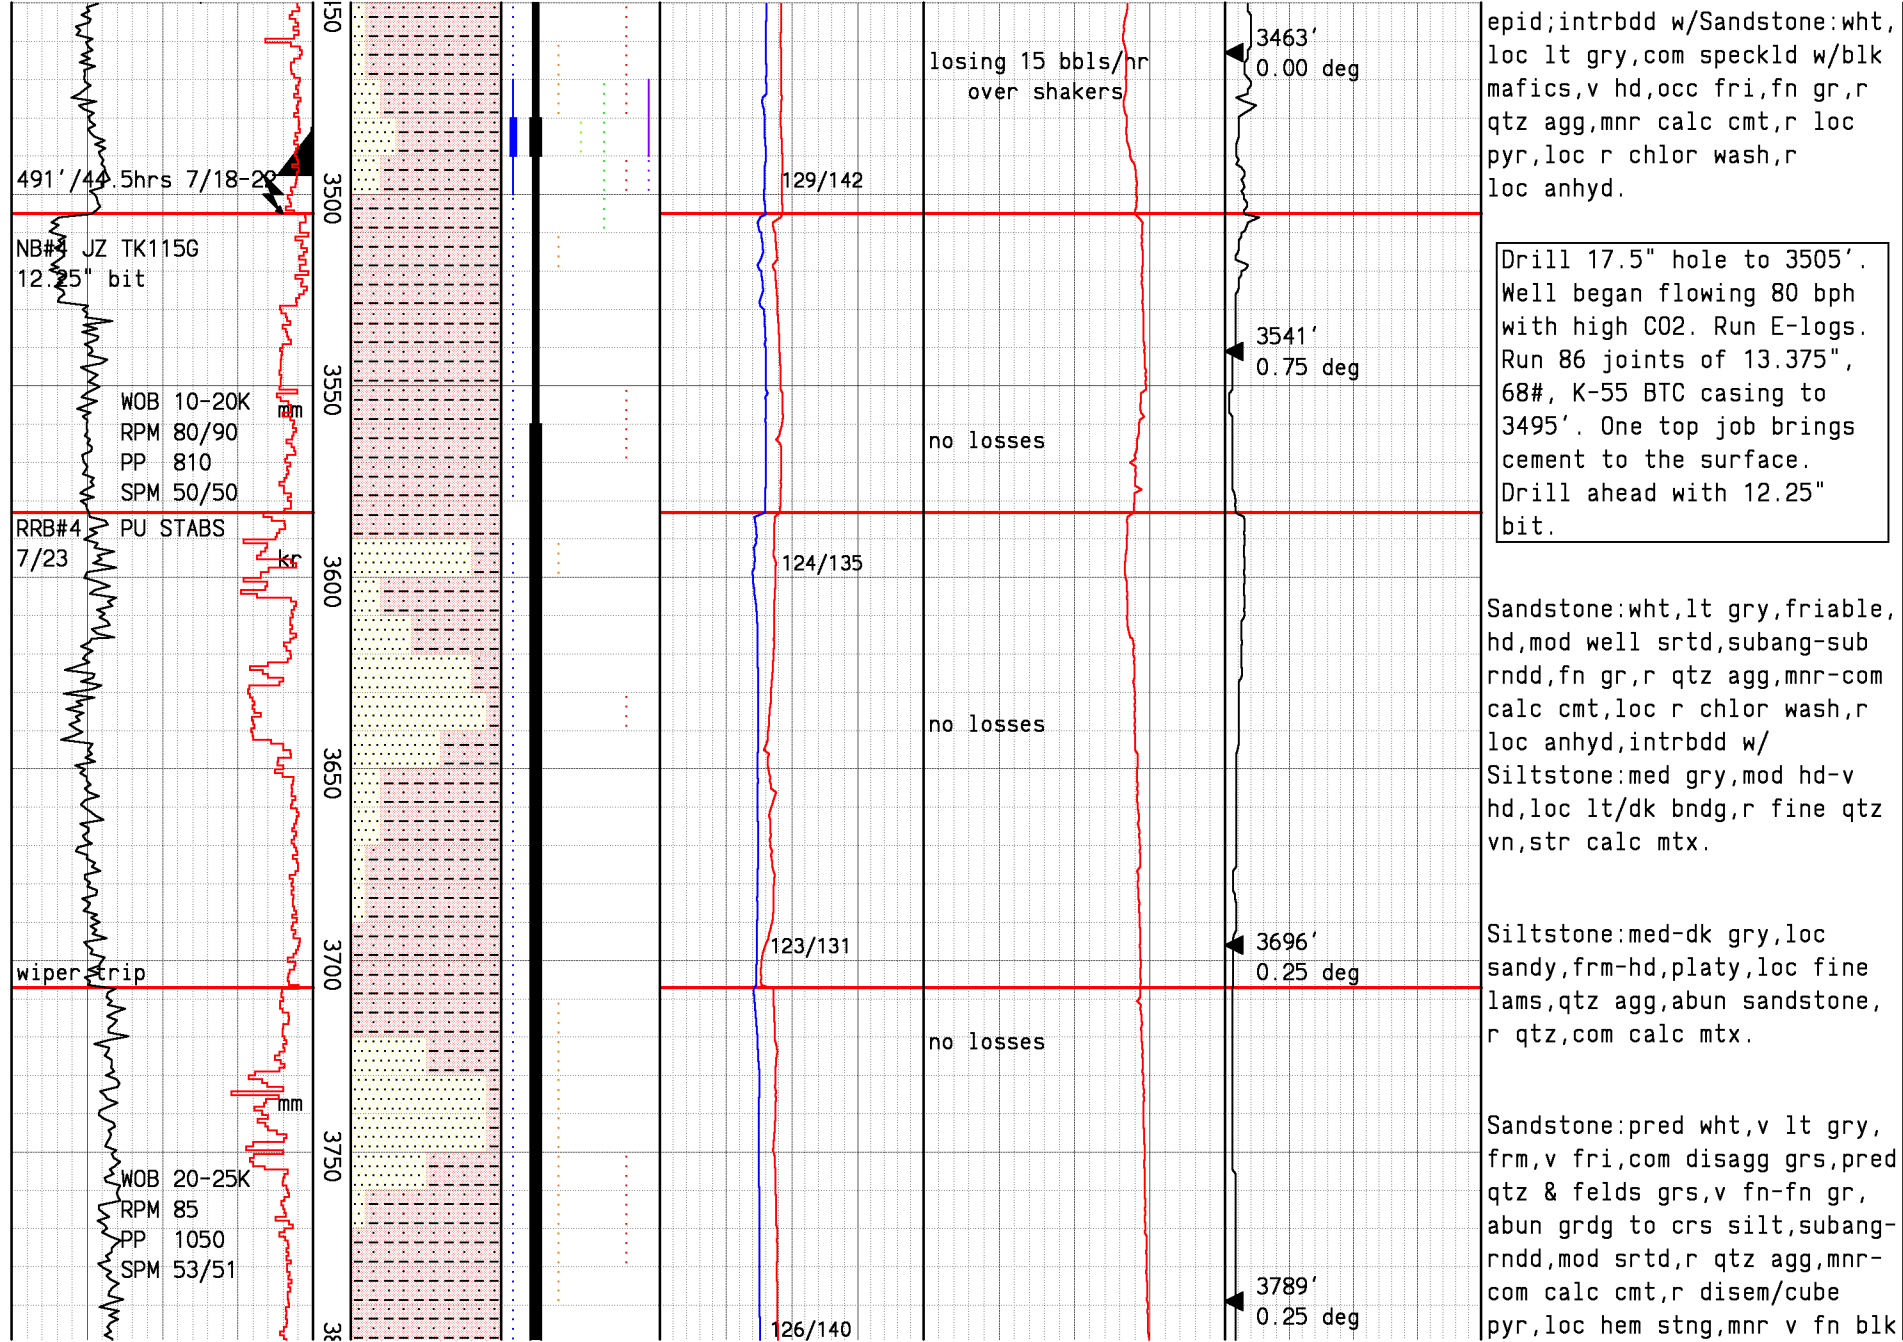 491'/44.5hrs 7/18-22
NB#4 JZ TK115G
12.25" bit
WOB 10-20K
RPM 80/90
PP 810
SPM 50/50
mm
RRB#4 PU STABS
7/23
kr
wiper trip
mm
WOB 20-25K
RPM 85
PP 1050
SPM 53/51
3500
3550
3600
3650
3700
3750
129/142
124/135
123/131
126/140
losing 15 bbls/hr
over shakers
no losses
no losses
no losses
3463'
0.00 deg
3541'
0.75 deg
3696'
0.25 deg
3789'
0.25 deg
epid;intrbdd w/Sandstone:wht,
loc lt gry,com speckld w/blk
mafics,v hd,occ fri,fn gr,r
qtz agg,mnr calc cmt,r loc
pyr,loc r chlor wash,r
loc anhyd.
Drill 17.5" hole to 3505'.
Well began flowing 80 bph
with high CO2. Run E-logs.
Run 86 joints of 13.375",
68#, K-55 BTC casing to
3495'. One top job brings
cement to the surface.
Drill ahead with 12.25"
bit.
Sandstone:wht,lt gry,friable,
hd,mod well srtd,subang-sub
rndd,fn gr,r qtz agg,mnr-com
calc cmt,loc r chlor wash,r
loc anhyd,intrbdd w/
Siltstone:med gry,mod hd-v
hd,loc lt/dk bndg,r fine qtz
vn,str calc mtx.
Siltstone:med-dk gry,loc
sandy,frm-hd,platy,loc fine
lams,qtz agg,abun sandstone,
r qtz,com calc mtx.
Sandstone:pred wht,v lt gry,
frm,v fri,com disagg grs,pred
qtz & felds grs,v fn-fn gr,
abun grdg to crs silt,subang-
rndd,mod srtd,r qtz agg,mnr-
com calc cmt,r disem/cube
pyr,loc hem stng,mnr v fn blk